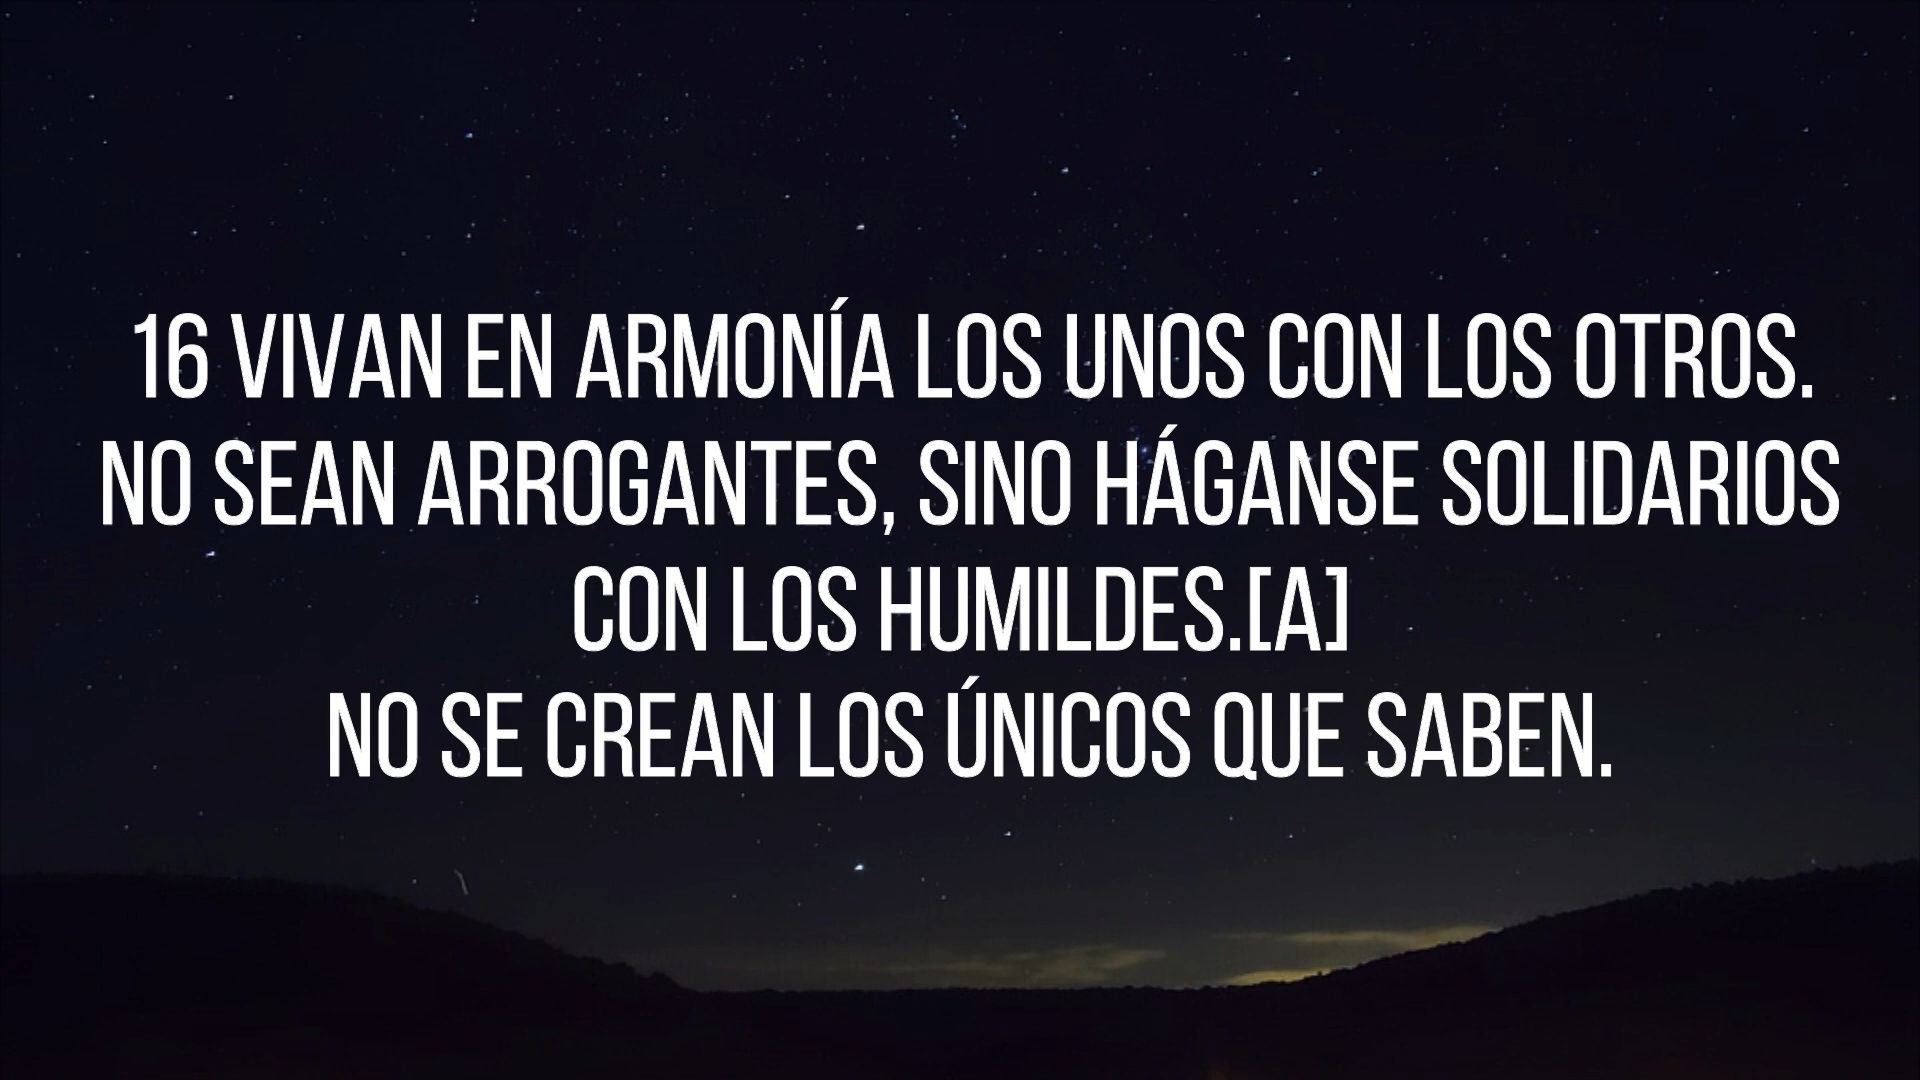 16 VIVAN EN ARMONÍA LOS UNOS CON LOS OTROS.
NO SEAN ARROGANTES, SINO HÁGANSE SOLIDARIOS
CON LOS HUMILDES.[A]
NO SE CREAN LOS ÚNICOS QUE SABEN.